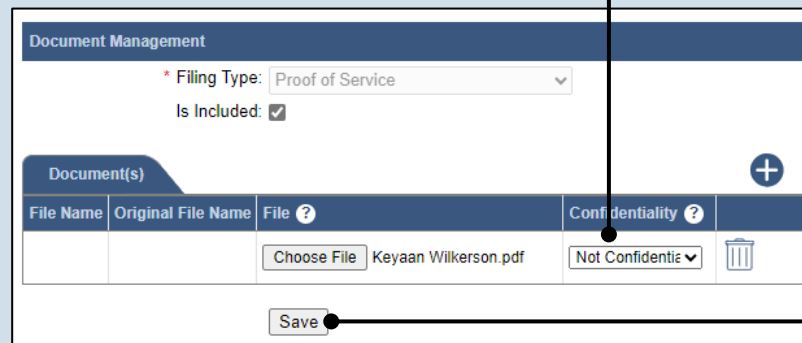 Document Management
* Filing Type: Proof of Service
Is Included:
Document(s)
File Name Original File Name File ? Confidentiality ?
Choose File Keyaan Wilkerson.pdf Not Confidentia
Save